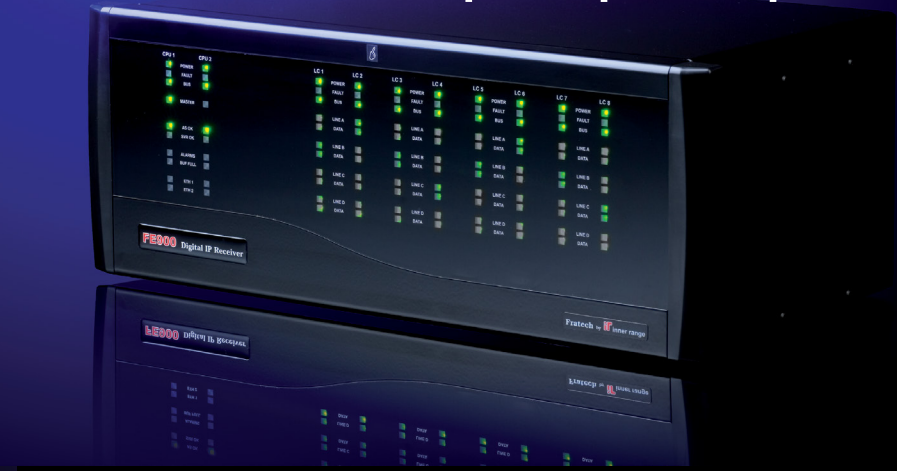 CPU 1 CPU 2
POWER
FAULT
BUS
MASTER
AS OK
SVR OK
ALARMS
BUF FULL
ETH 1
ETH 2
LC 1 LC 2
POWER
FAULT
BUS
LINE A
DATA
LINE B
DATA
LINE C
DATA
LINE D
DATA
LC 3 LC 4
POWER
FAULT
BUS
LINE A
DATA
LINE B
DATA
LINE C
DATA
LINE D
DATA
LC 5 LC 6
POWER
FAULT
BUS
LINE A
DATA
LINE B
DATA
LINE C
DATA
LINE D
DATA
LC 7 LC 8
POWER
FAULT
BUS
LINE A
DATA
LINE B
DATA
LINE C
DATA
LINE D
DATA
FE900 Digital IP Receiver
Fratech by inner range